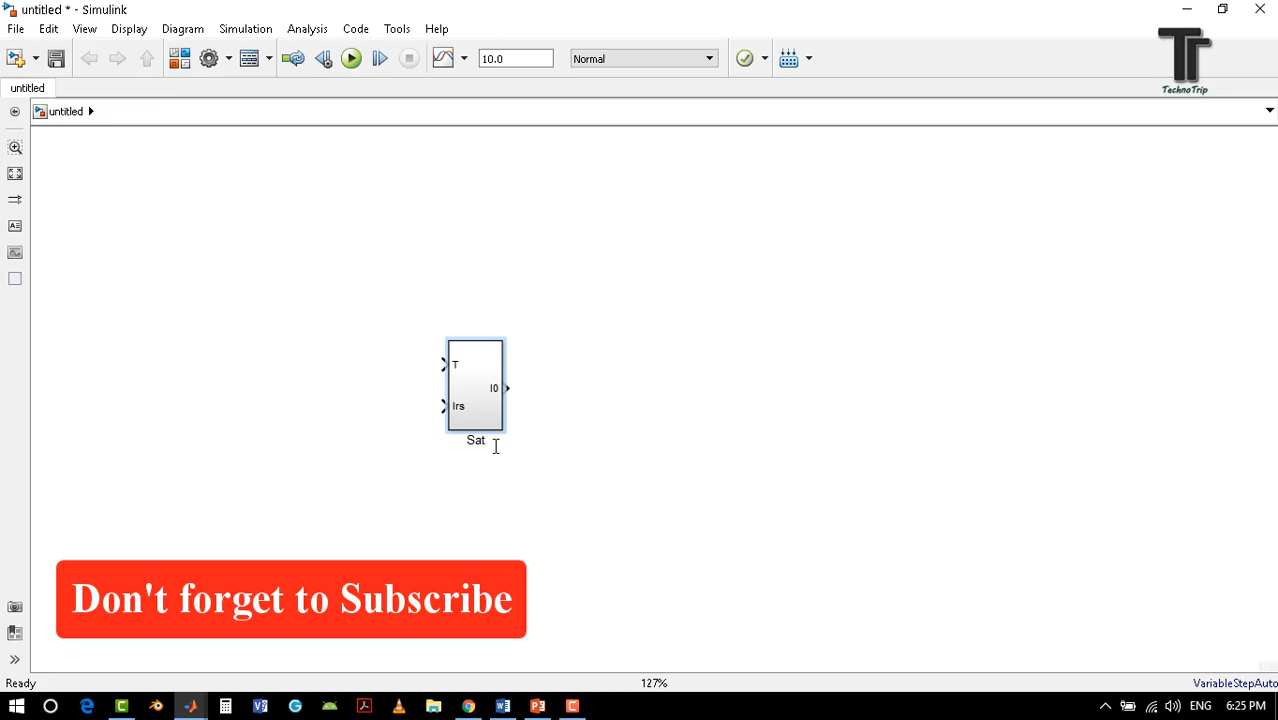 untitled * - Simulink
File Edit View Display Diagram Simulation Analysis Code Tools Help
10.0 Normal
TechnoTrip
untitled
untitled
T
I0
Irs
Sat
Don't forget to Subscribe
Ready 127% VariableStepAuto
ENG 6:25 PM